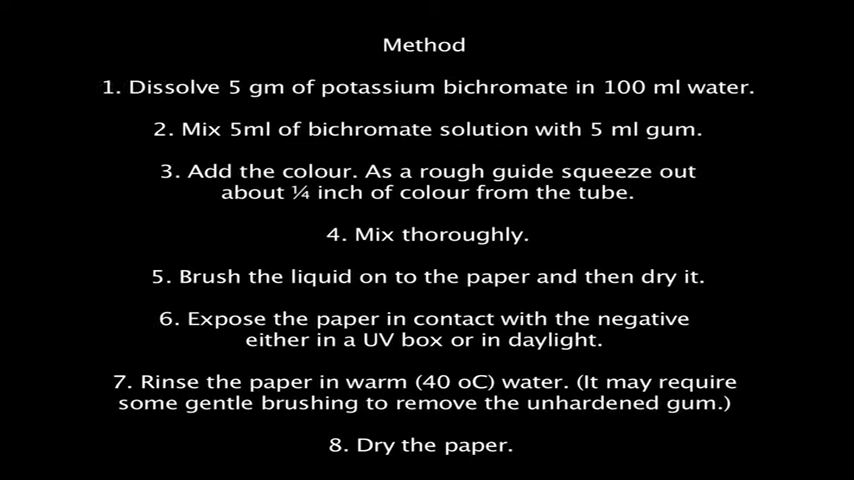 Method
1. Dissolve 5 gm of potassium bichromate in 100 ml water.
2. Mix 5ml of bichromate solution with 5 ml gum.
3. Add the colour. As a rough guide squeeze out
about ¼ inch of colour from the tube.
4. Mix thoroughly.
5. Brush the liquid on to the paper and then dry it.
6. Expose the paper in contact with the negative
either in a UV box or in daylight.
7. Rinse the paper in warm (40 oC) water. (It may require
some gentle brushing to remove the unhardened gum.)
8. Dry the paper.